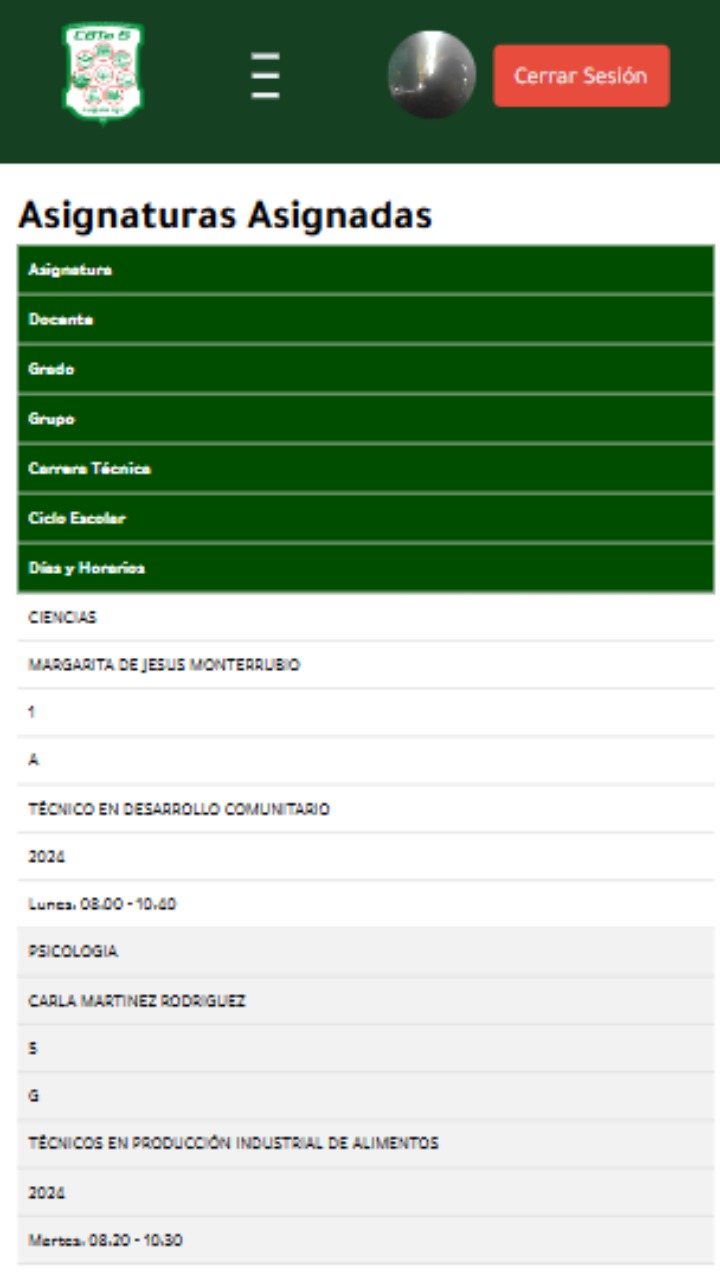 CBTa 5
Cerrar Sesión
Asignaturas Asignadas
Asignatura
Docente
Grado
Grupo
Carrera Técnica
Ciclo Escolar
Días y Horarios
CIENCIAS
MARGARITA DE JESUS MONTERRUBIO
1
A
TÉCNICO EN DESARROLLO COMUNITARIO
2024
Lunes: 08:00 - 10:40
PSICOLOGIA
CARLA MARTINEZ RODRIGUEZ
5
G
TÉCNICOS EN PRODUCCIÓN INDUSTRIAL DE ALIMENTOS
2024
Martes: 08:20 - 10:30